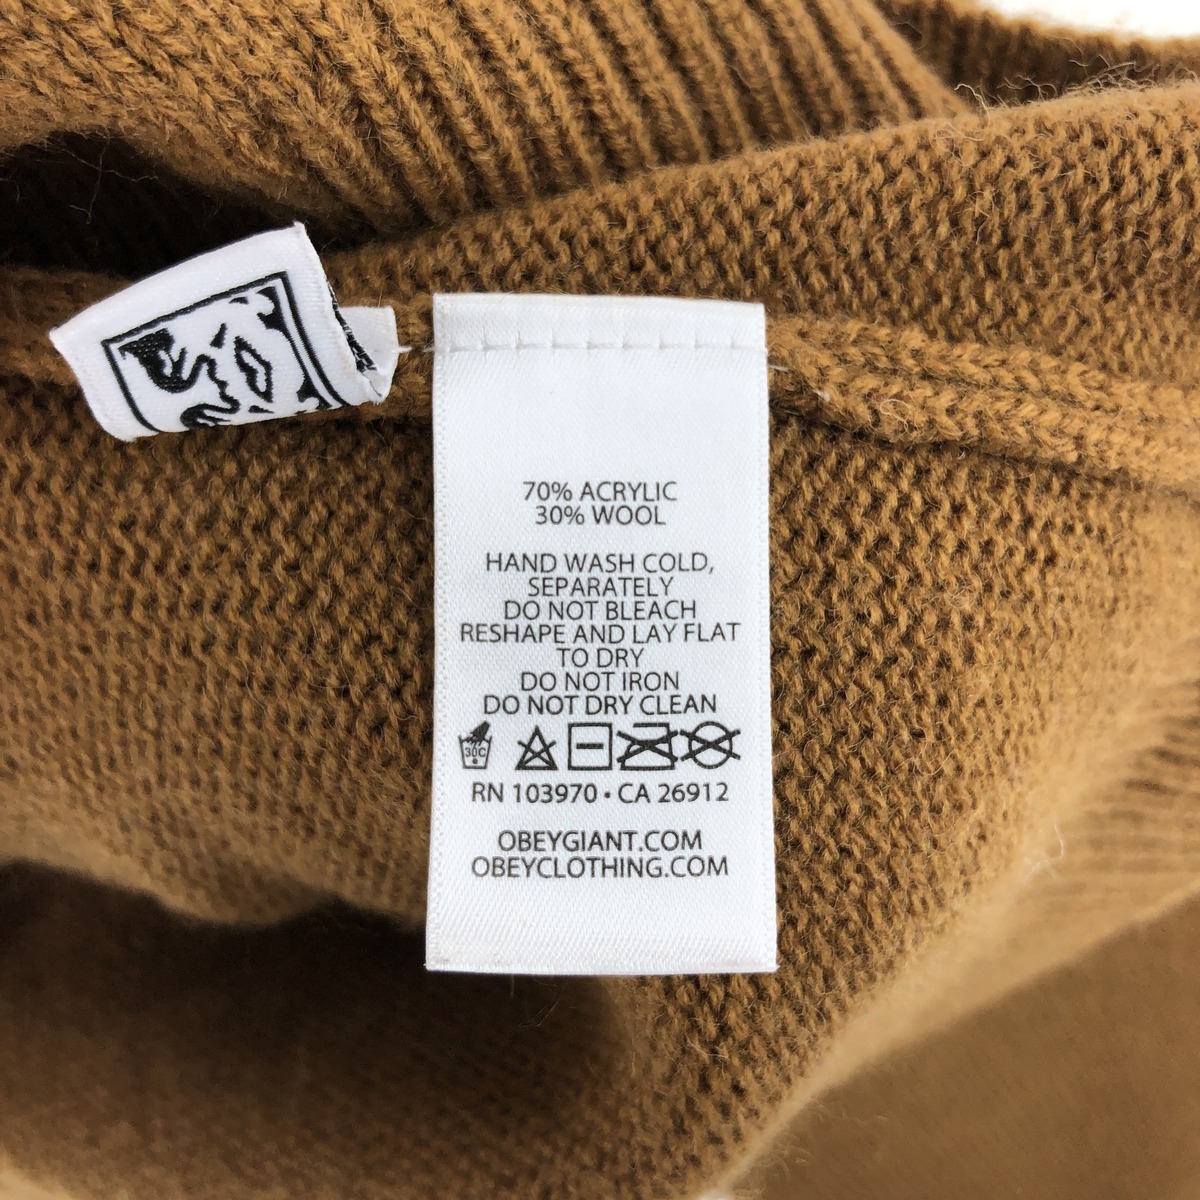 70% ACRYLIC
30% WOOL
HAND WASH COLD,
SEPARATELY
DO NOT BLEACH
RESHAPE AND LAY FLAT
TO DRY
DO NOT IRON
DO NOT DRY CLEAN
30C
RN 103970 • CA 26912
OBEYGIANT.COM
OBEYCLOTHING.COM